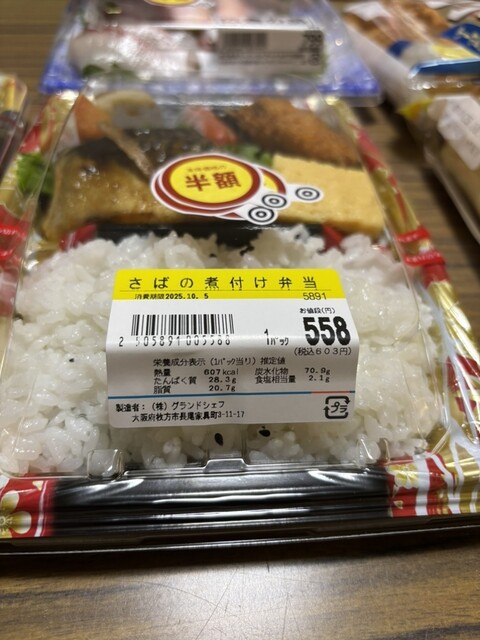 半額
さばの煮付け弁当
消費期間2025.10.5
5891
お値段(円)
1パック
558
(税込603円)
2 505891 005588
栄養成分表示(1パック当り)推定値
熱量 607kcal 炭水化物 70.9g
たんぱく質 28.3g 食塩相当量 2.1g
脂質 20.7g
製造者:(株)グランドシェフ
大阪府枚方市長尾家具町3-11-17
プラ